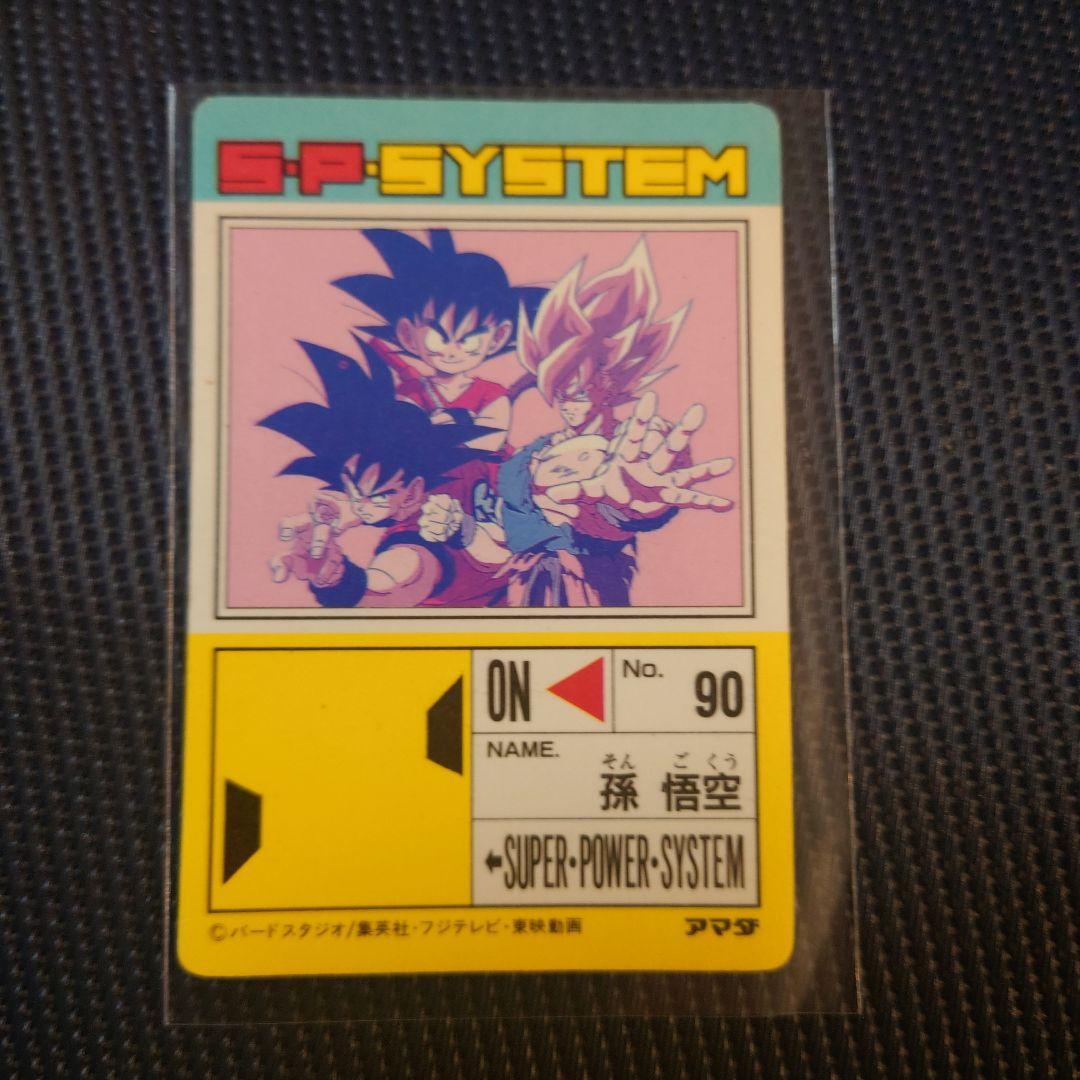 S·P·SYSTEM
ON
No.
90
NAME.
そん ご くう
孫 悟空
←SUPER·POWER·SYSTEM
©バードスタジオ/集英社・フジテレビ・東映動画
アマダ